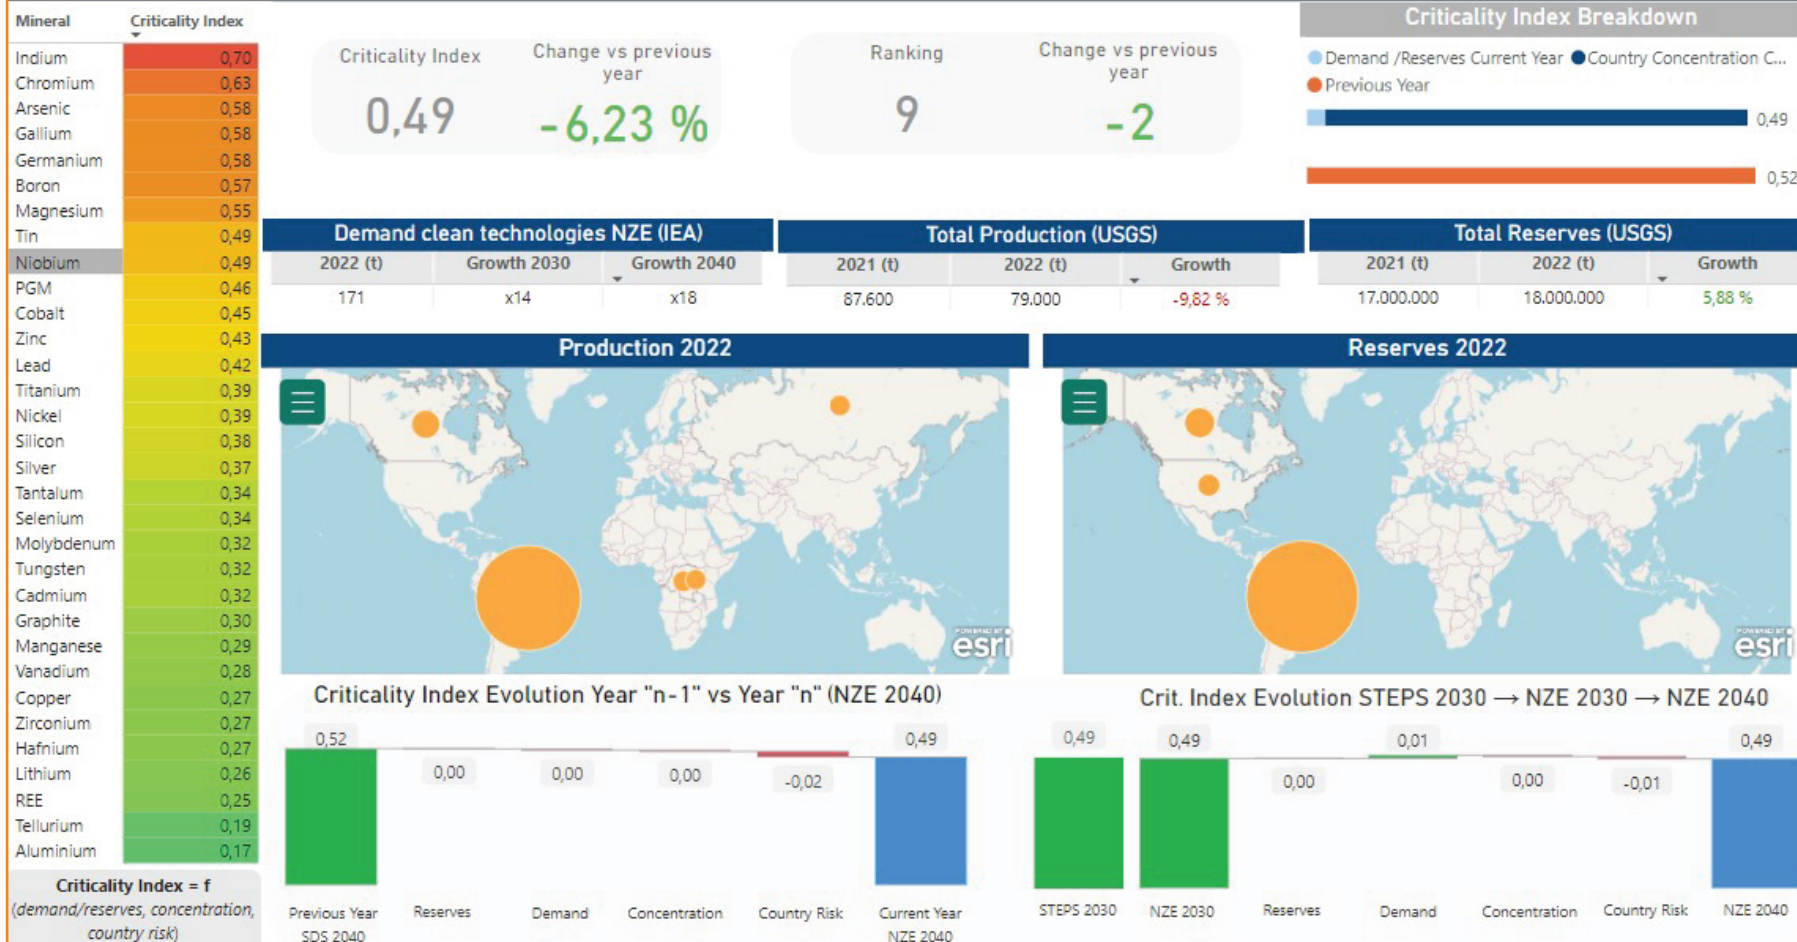 Mineral Criticality Index
Indium 0,70
Chromium 0,63
Arsenic 0,58
Gallium 0,58
Germanium 0,58
Boron 0,57
Magnesium 0,55
Tin 0,49
Niobium 0,49
PGM 0,46
Cobalt 0,45
Zinc 0,43
Lead 0,42
Titanium 0,39
Nickel 0,39
Silicon 0,38
Silver 0,37
Tantalum 0,34
Selenium 0,34
Molybdenum 0,32
Tungsten 0,32
Cadmium 0,32
Graphite 0,30
Manganese 0,29
Vanadium 0,28
Copper 0,27
Zirconium 0,27
Hafnium 0,27
Lithium 0,26
REE 0,25
Tellurium 0,19
Aluminium 0,17
Criticality Index = f
(demand/reserves, concentration,
country risk)
Criticality Index
0,49
Change vs previous
year
-6,23 %
Ranking
9
Change vs previous
year
-2
Criticality Index Breakdown
Demand /Reserves Current Year Country Concentration C...
Previous Year
0,49
0,52
Demand clean technologies NZE (IEA)
2022 (t) Growth 2030 Growth 2040
171 x14 x18
Total Production (USGS)
2021 (t) 2022 (t) Growth
87.600 79.000 -9,82 %
Total Reserves (USGS)
2021 (t) 2022 (t) Growth
17.000.000 18.000.000 5,88 %
Production 2022
POWERED BY
esri
Reserves 2022
POWERED BY
esri
Criticality Index Evolution Year "n-1" vs Year "n" (NZE 2040)
0,52 0,49
0,00 0,00 0,00 -0,02
Previous Year Reserves Demand Concentration Country Risk Current Year
SDS 2040 NZE 2040
Crit. Index Evolution STEPS 2030 → NZE 2030 → NZE 2040
0,49 0,49 0,01 0,49
0,00 0,00 -0,01
STEPS 2030 NZE 2030 Reserves Demand Concentration Country Risk NZE 2040